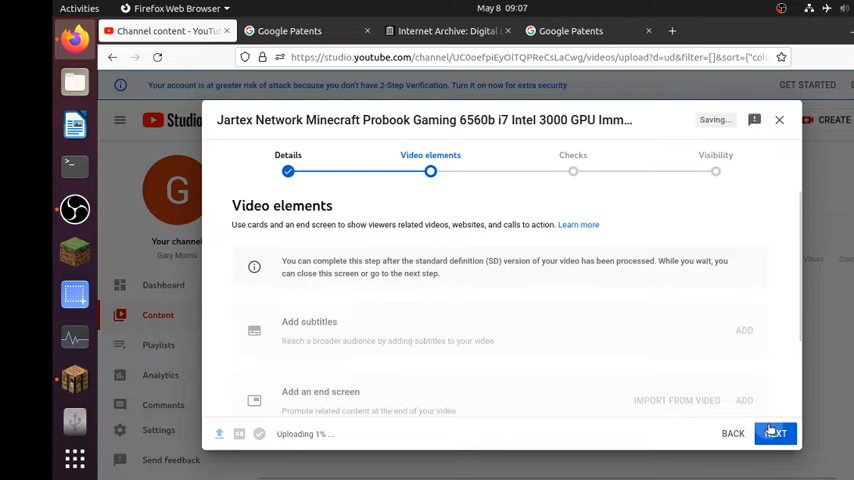 Activities
Firefox Web Browser
May 8 09:07
Channel content - YouTu
Google Patents
Internet Archive: Digital L
Google Patents
https://studio.youtube.com/channel/UC0oefpiEyOlTQPReCsLaCwg/videos/upload?d=ud&filter=[]&sort={"colu
Your account is at greater risk of attack because you don't have 2-Step Verification. Turn it on now for extra security
GET STARTED
Studio
CREATE
Jartex Network Minecraft Probook Gaming 6560b i7 Intel 3000 GPU Imm...
Saving...
Details
Video elements
Checks
Visibility
G
Your channel
Gary Morris
Dashboard
Content
Playlists
Analytics
Comments
Settings
Send feedback
Video elements
Use cards and an end screen to show viewers related videos, websites, and calls to action. Learn more
You can complete this step after the standard definition (SD) version of your video has been processed. While you wait, you
can close this screen or go to the next step.
Add subtitles
Reach a broader audience by adding subtitles to your video
ADD
Add an end screen
Promote related content at the end of your video
IMPORT FROM VIDEO
ADD
Views
Uploading 1% ...
BACK
NEXT